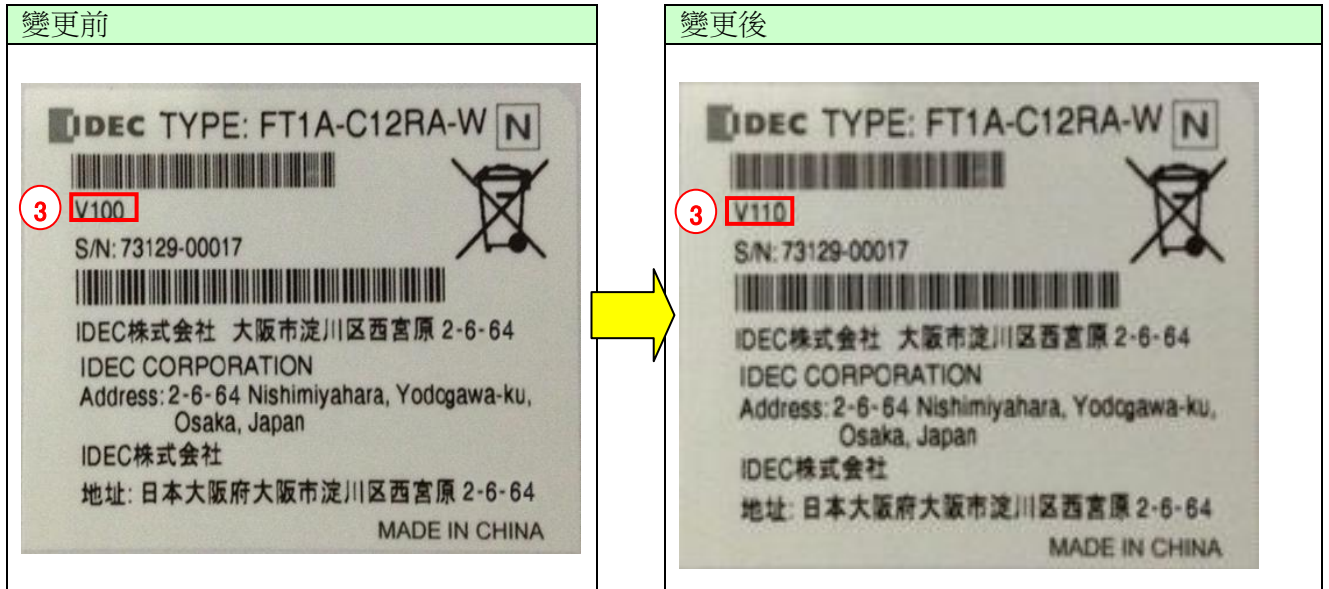 變更前
IDEC TYPE: FT1A-C12RA-W N
3 V100
S/N: 73129-00017
IDEC株式会社 大阪市淀川区西宮原 2-6-64
IDEC CORPORATION
Address: 2-6-64 Nishimiyahara, Yodogawa-ku,
Osaka, Japan
IDEC株式会社
地址: 日本大阪府大阪市淀川区西宮原 2-6-64
MADE IN CHINA
變更後
IDEC TYPE: FT1A-C12RA-W N
3 V110
S/N: 73129-00017
IDEC株式会社 大阪市淀川区西宮原 2-6-64
IDEC CORPORATION
Address: 2-6-64 Nishimiyahara, Yodogawa-ku,
Osaka, Japan
IDEC株式会社
地址: 日本大阪府大阪市淀川区西宮原 2-6-64
MADE IN CHINA